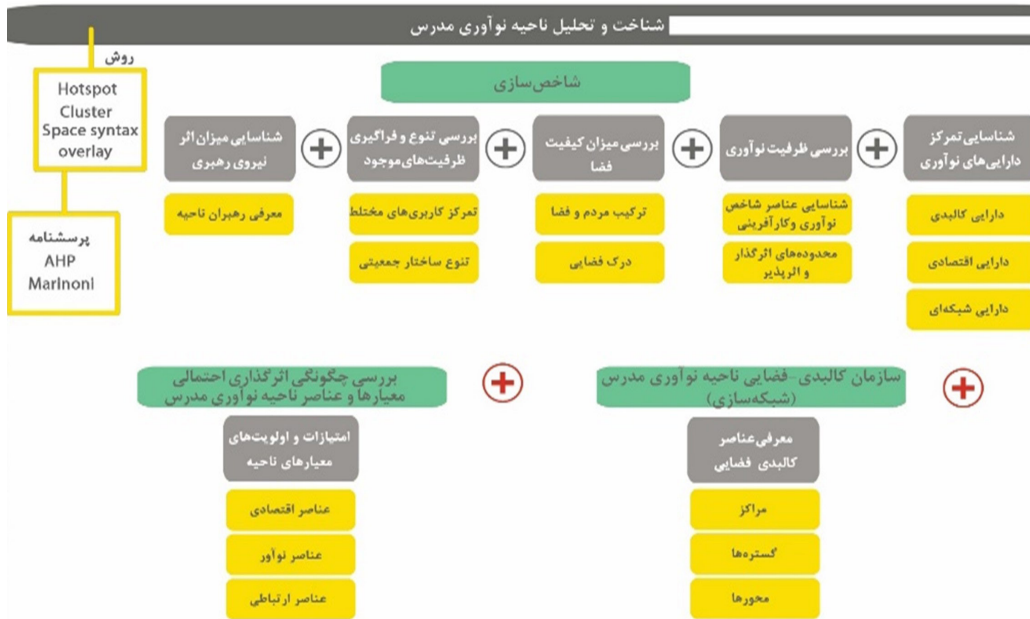 شناخت و تحلیل ناحیه نوآوری مدرس
روش
Hotspot
Cluster
Space syntax
overlay
پرسشنامه
AHP
Marinoni
شاخص‌سازی
شناسایی تمرکز
دارایی‌های نوآوری
دارایی کالبدی
دارایی اقتصادی
دارایی شبکه‌ای
بررسی ظرفیت نوآوری
شناسایی عناصر شاخص
نوآوری وکارآفرینی
محدوده‌های اثرگذار
و اثرپذیر
بررسی میزان کیفیت
فضا
ترکیب مردم و فضا
درک فضایی
بررسی تنوع و فراگیری
ظرفیت‌های موجود
تمرکز کاربری‌های مختلط
تنوع ساختار جمعیتی
شناسایی میزان اثر
نیروی رهبری
معرفی رهبران ناحیه
سازمان کالبدی-فضایی ناحیه نوآوری مدرس
(شبکه‌سازی)
معرفی عناصر
کالبدی فضایی
مراکز
گستره‌ها
محورها
بررسی چگونگی اثرگذاری احتمالی
معیارها و عناصر ناحیه نوآوری مدرس
امتیازات و اولویت‌های
معیارهای ناحیه
عناصر اقتصادی
عناصر نوآور
عناصر ارتباطی